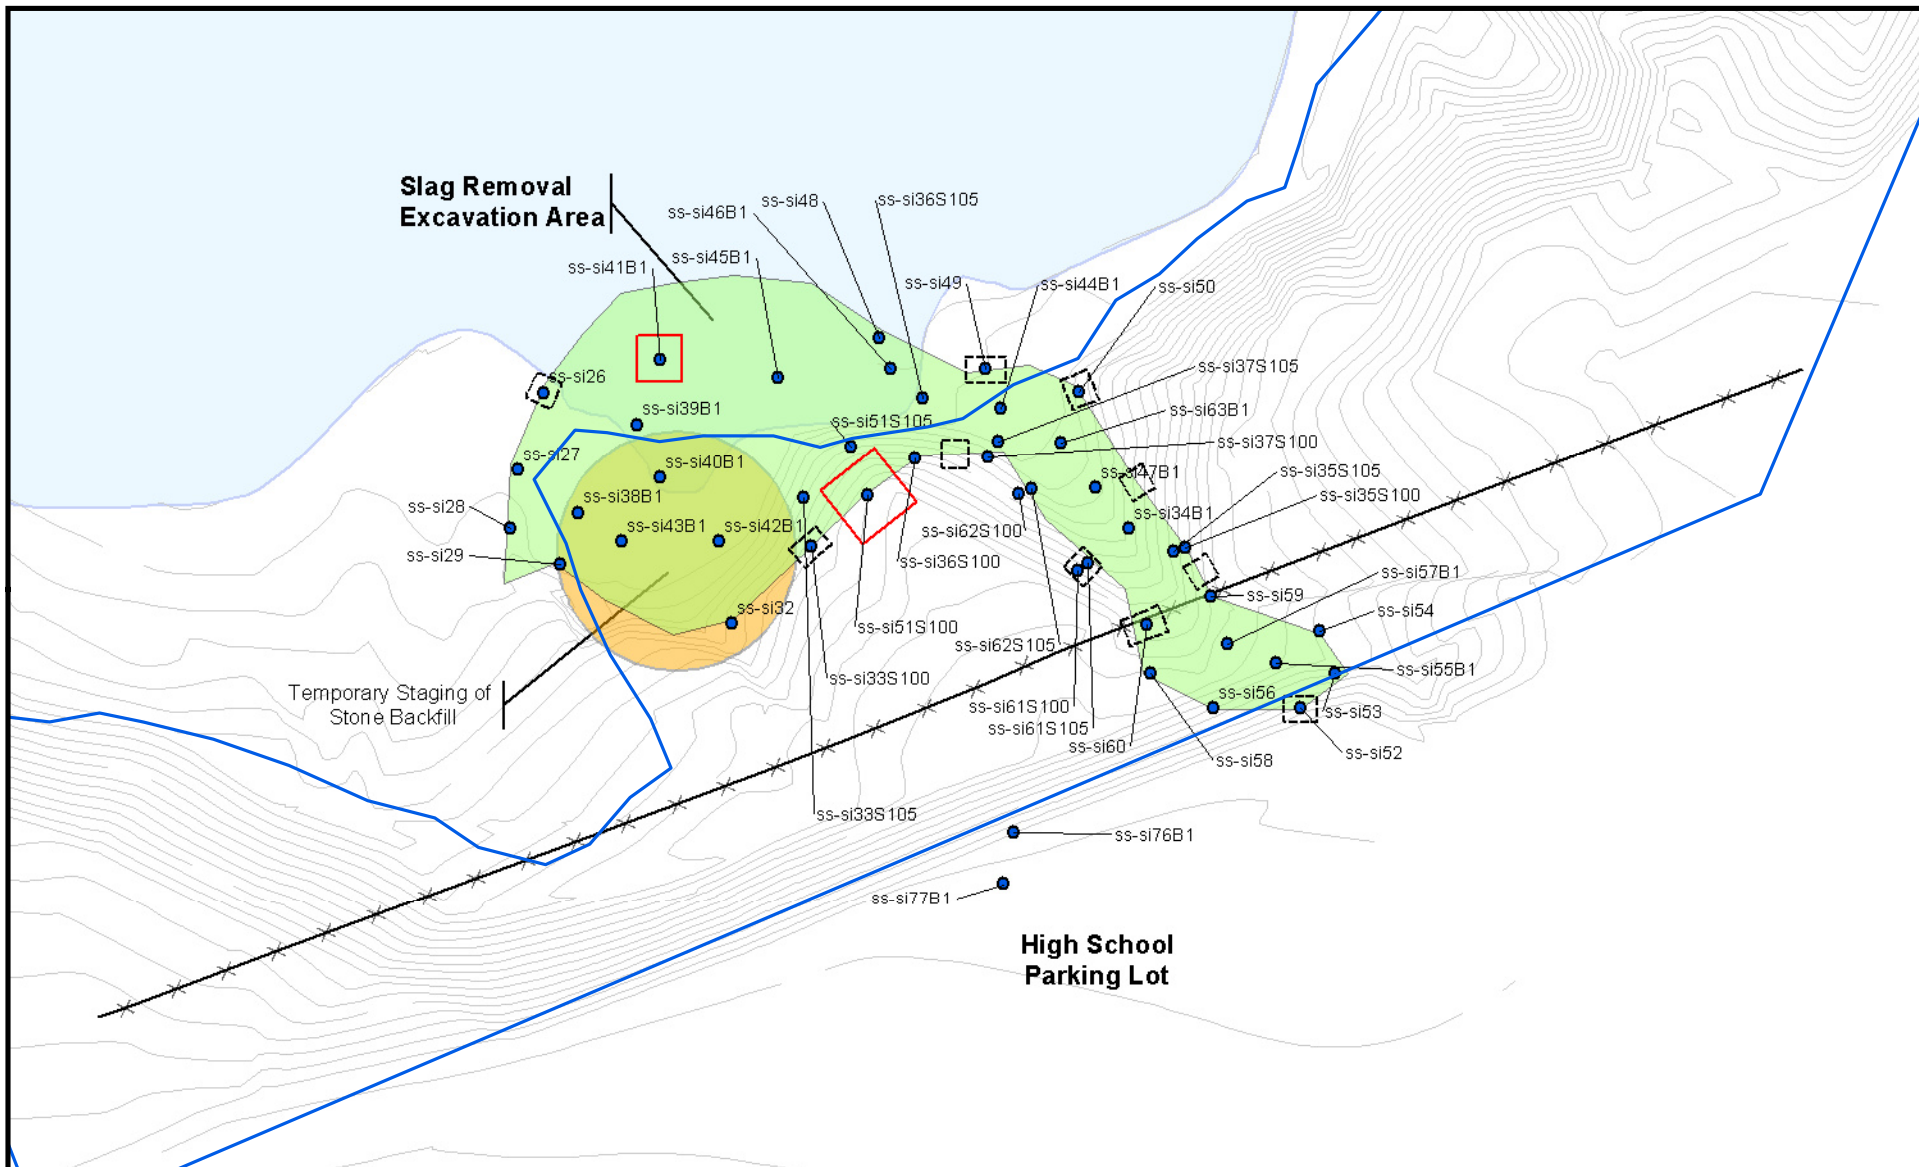 Slag Removal
Excavation Area
ss-si46B1
ss-si48
ss-si36S105
ss-si45B1
ss-si41B1
ss-si49
ss-si44B1
ss-si50
ss-si26
ss-si37S105
ss-si39B1
ss-si51S105
ss-si63B1
ss-si37S100
ss-si27
ss-si40B1
ss-si47B1
ss-si35S105
ss-si35S100
ss-si38B1
ss-si28
ss-si43B1
ss-si42B1
ss-si62S100
ss-si34B1
ss-si29
ss-si36S100
ss-si57B1
ss-si59
ss-si54
ss-si32
ss-si51S100
ss-si62S105
ss-si55B1
ss-si33S100
Temporary Staging of
Stone Backfill
ss-si56
ss-si61S100
ss-si53
ss-si61S105
ss-si60
ss-si52
ss-si58
ss-si33S105
ss-si76B1
ss-si77B1
High School
Parking Lot